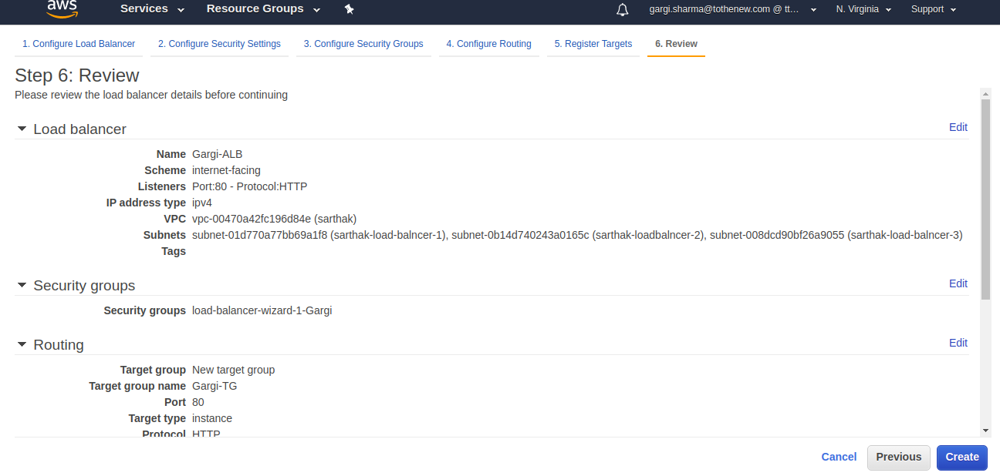 aws Services Resource Groups gargi.sharma@tothenew.com @ tt... N. Virginia Support
1. Configure Load Balancer 2. Configure Security Settings 3. Configure Security Groups 4. Configure Routing 5. Register Targets 6. Review
Step 6: Review
Please review the load balancer details before continuing
Load balancer Edit
Name Gargi-ALB
Scheme internet-facing
Listeners Port:80 - Protocol:HTTP
IP address type ipv4
VPC vpc-00470a42fc196d84e (sarthak)
Subnets subnet-01d770a77bb69a1f8 (sarthak-load-balncer-1), subnet-0b14d740243a0165c (sarthak-loadbalncer-2), subnet-008dcd90bf26a9055 (sarthak-load-balncer-3)
Tags
Security groups Edit
Security groups load-balancer-wizard-1-Gargi
Routing Edit
Target group New target group
Target group name Gargi-TG
Port 80
Target type instance
Protocol HTTP
Cancel Previous Create